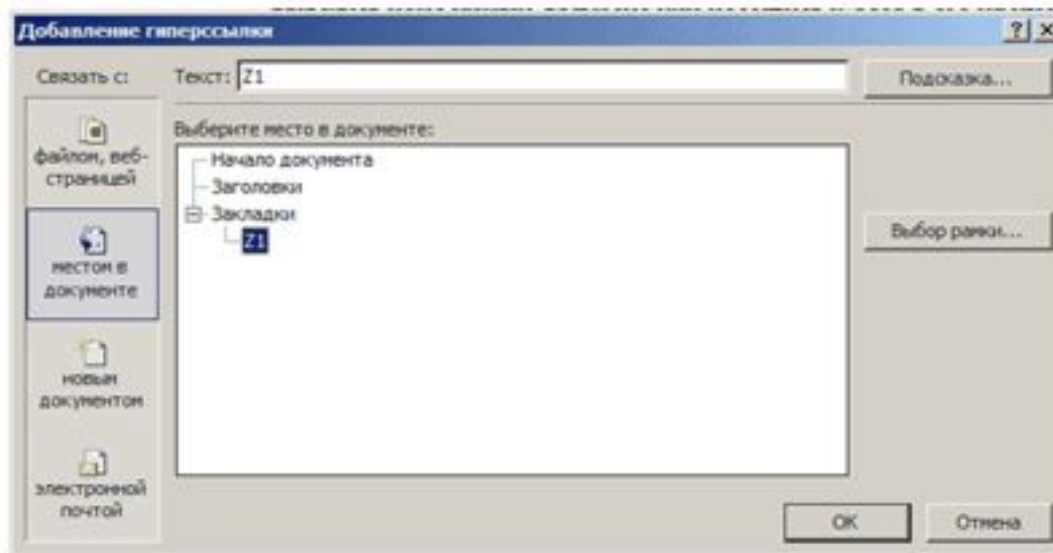 Добавление гиперссылки
Связать с:
Текст: Z1
Подсказка...
файлом, веб-
страницей
местом в
документе
новым
документом
электронной
почтой
Выберите место в документе:
Начало документа
Заголовки
Закладки
Z1
Выбор рамки...
ОК
Отмена